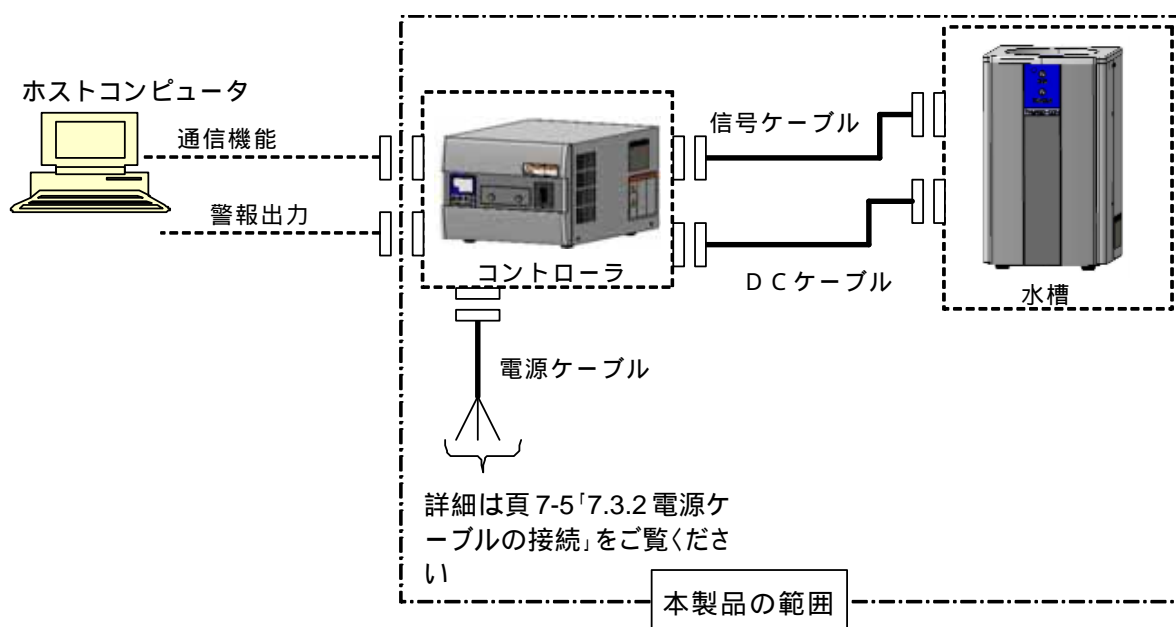 ホストコンピュータ
通信機能
警報出力
コントローラ
信号ケーブル
ＤＣケーブル
水槽
電源ケーブル
詳細は頁 7-5「7.3.2 電源ケ
ーブルの接続」をご覧くださ
い
本製品の範囲